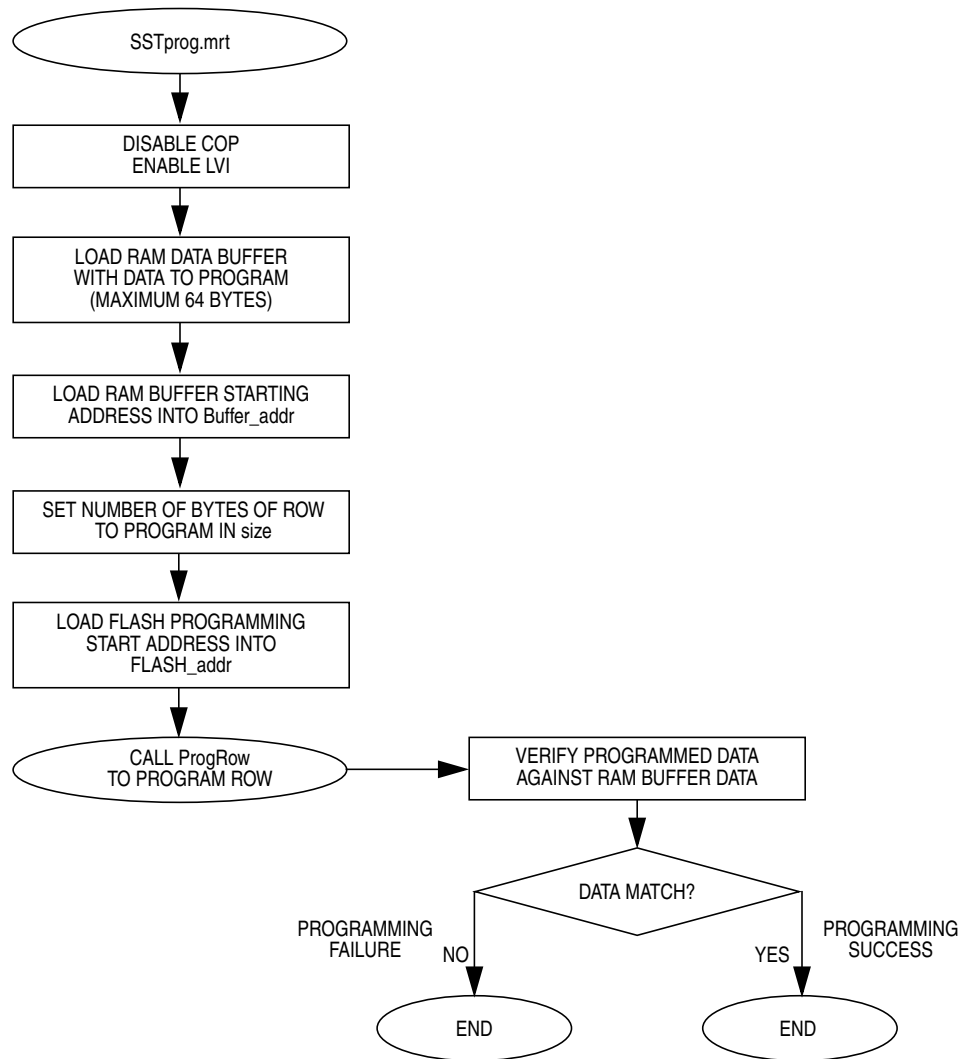 SSTprog.mrt
DISABLE COP
ENABLE LVI
LOAD RAM DATA BUFFER
WITH DATA TO PROGRAM
(MAXIMUM 64 BYTES)
LOAD RAM BUFFER STARTING
ADDRESS INTO Buffer_addr
SET NUMBER OF BYTES OF ROW
TO PROGRAM IN size
LOAD FLASH PROGRAMMING
START ADDRESS INTO
FLASH_addr
CALL ProgRow
TO PROGRAM ROW
VERIFY PROGRAMMED DATA
AGAINST RAM BUFFER DATA
DATA MATCH?
PROGRAMMING
FAILURE
NO
YES
PROGRAMMING
SUCCESS
END
END